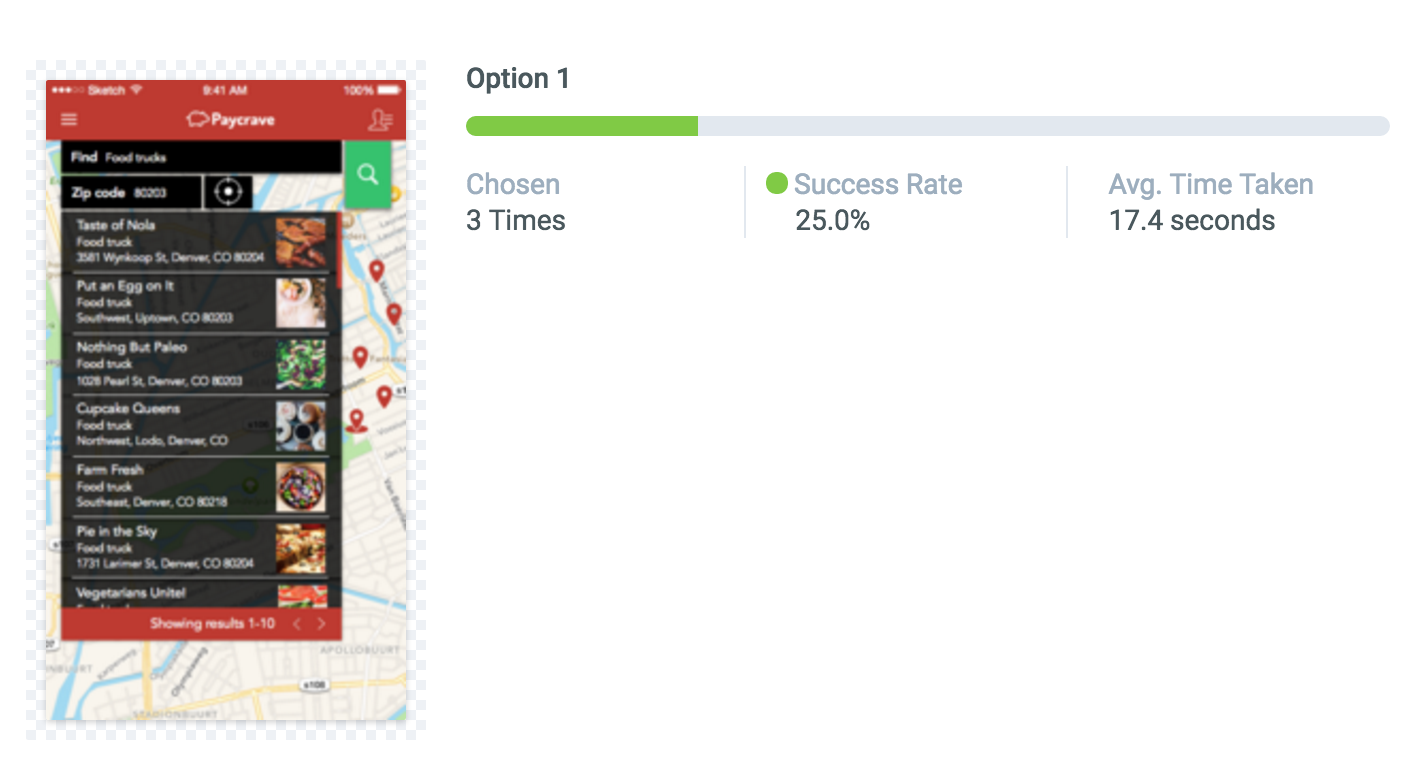 Sketch 9:41 AM 100%
Paycrave
Find Food trucks
Zip code 80203
Taste of Nola
Food truck
3581 Wynkoop St, Denver, CO 80204
Put an Egg on It
Food truck
Southwest, Uptown, CO 80203
Nothing But Paleo
Food truck
1028 Pearl St, Denver, CO 80203
Cupcake Queens
Food truck
Northwest, Lodo, Denver, CO
Farm Fresh
Food truck
Southeast, Denver, CO 80218
Pie in the Sky
Food truck
1731 Larimer St, Denver, CO 80204
Vegetarians Unite!
Showing results 1-10 < >
APOLLOBUURT
Olympiaweg
s108
STADIONBUURT
Option 1
Chosen
3 Times
Success Rate
25.0%
Avg. Time Taken
17.4 seconds